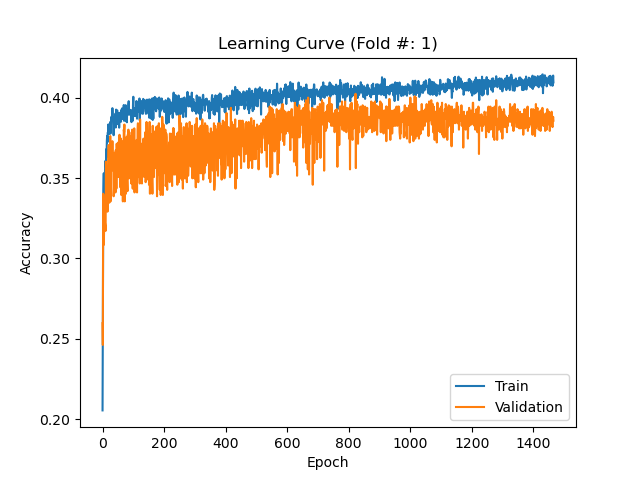 Learning Curve (Fold #: 1)
0.40
0.35
0.30
0.25
0.20
Accuracy
Train
Validation
0 200 400 600 800 1000 1200 1400
Epoch